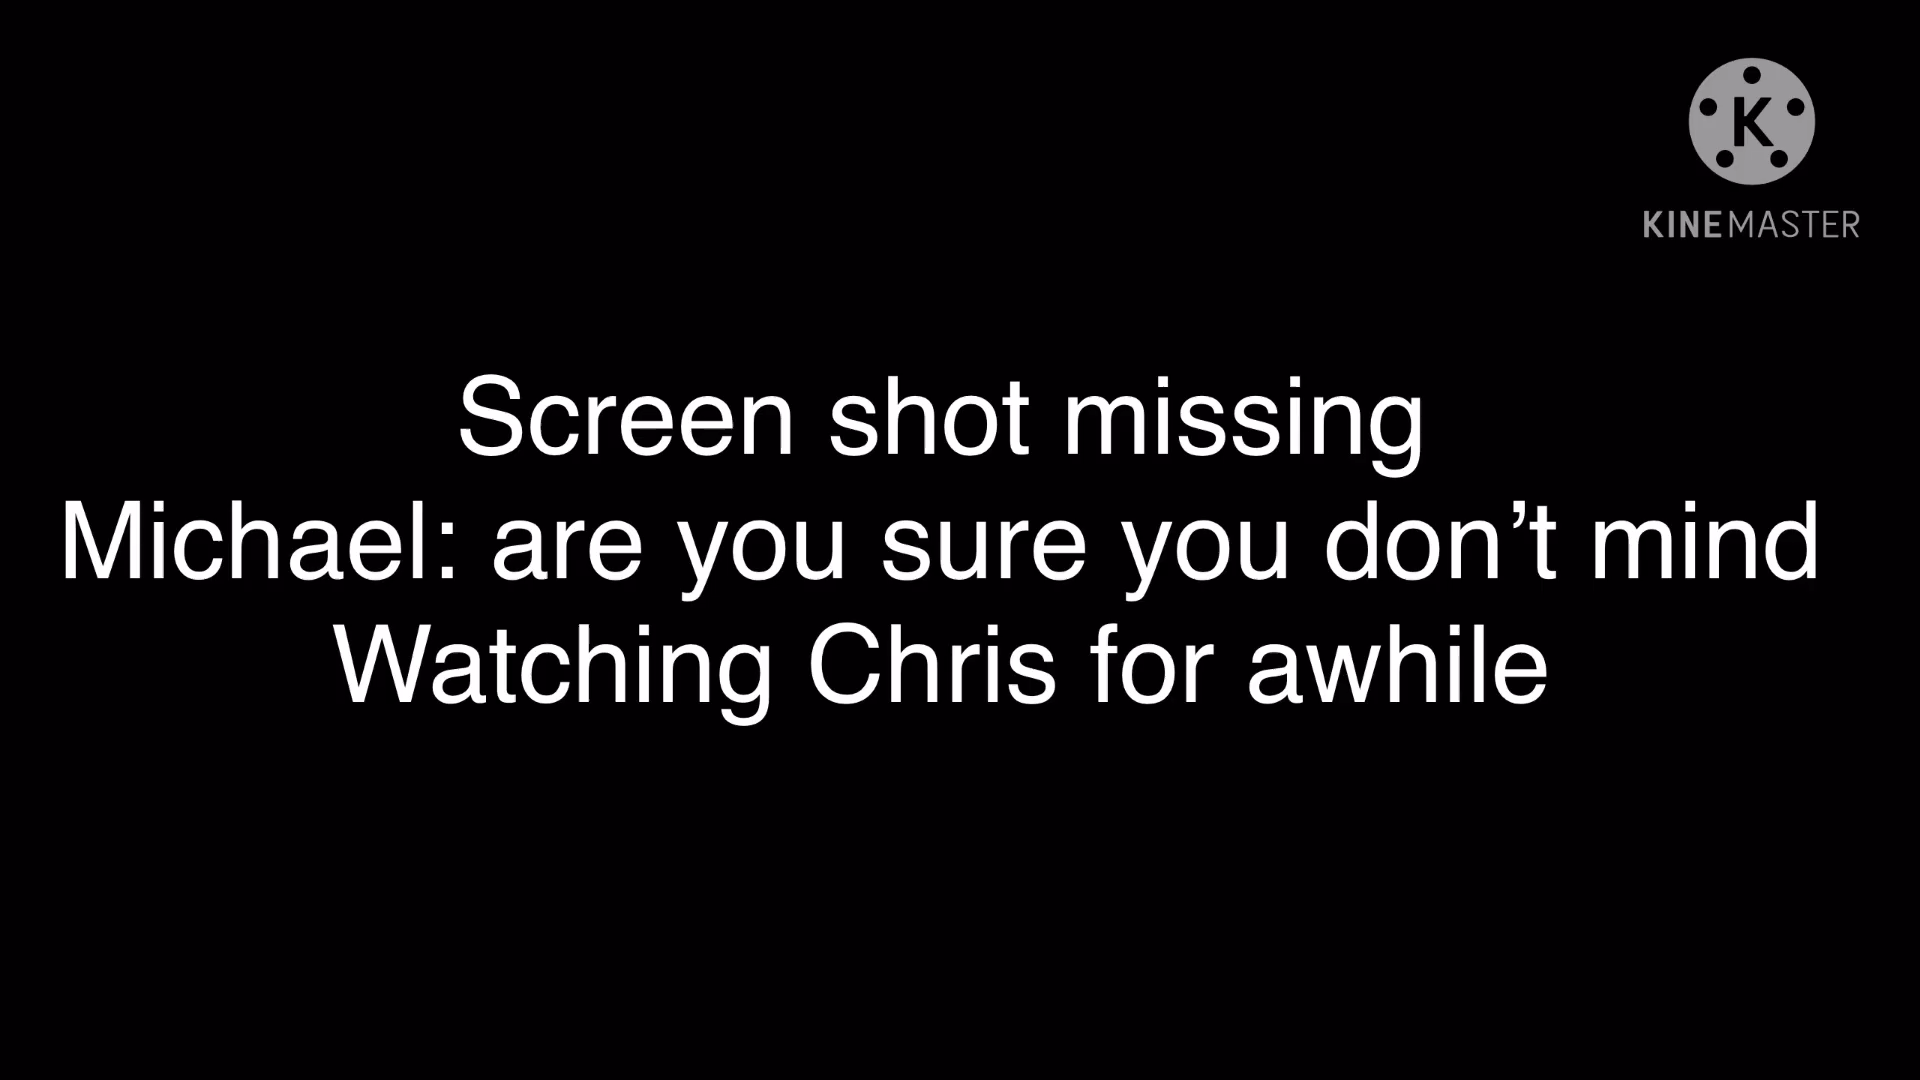 K
KINEMASTER
Screen shot missing
Michael: are you sure you don’t mind
Watching Chris for awhile